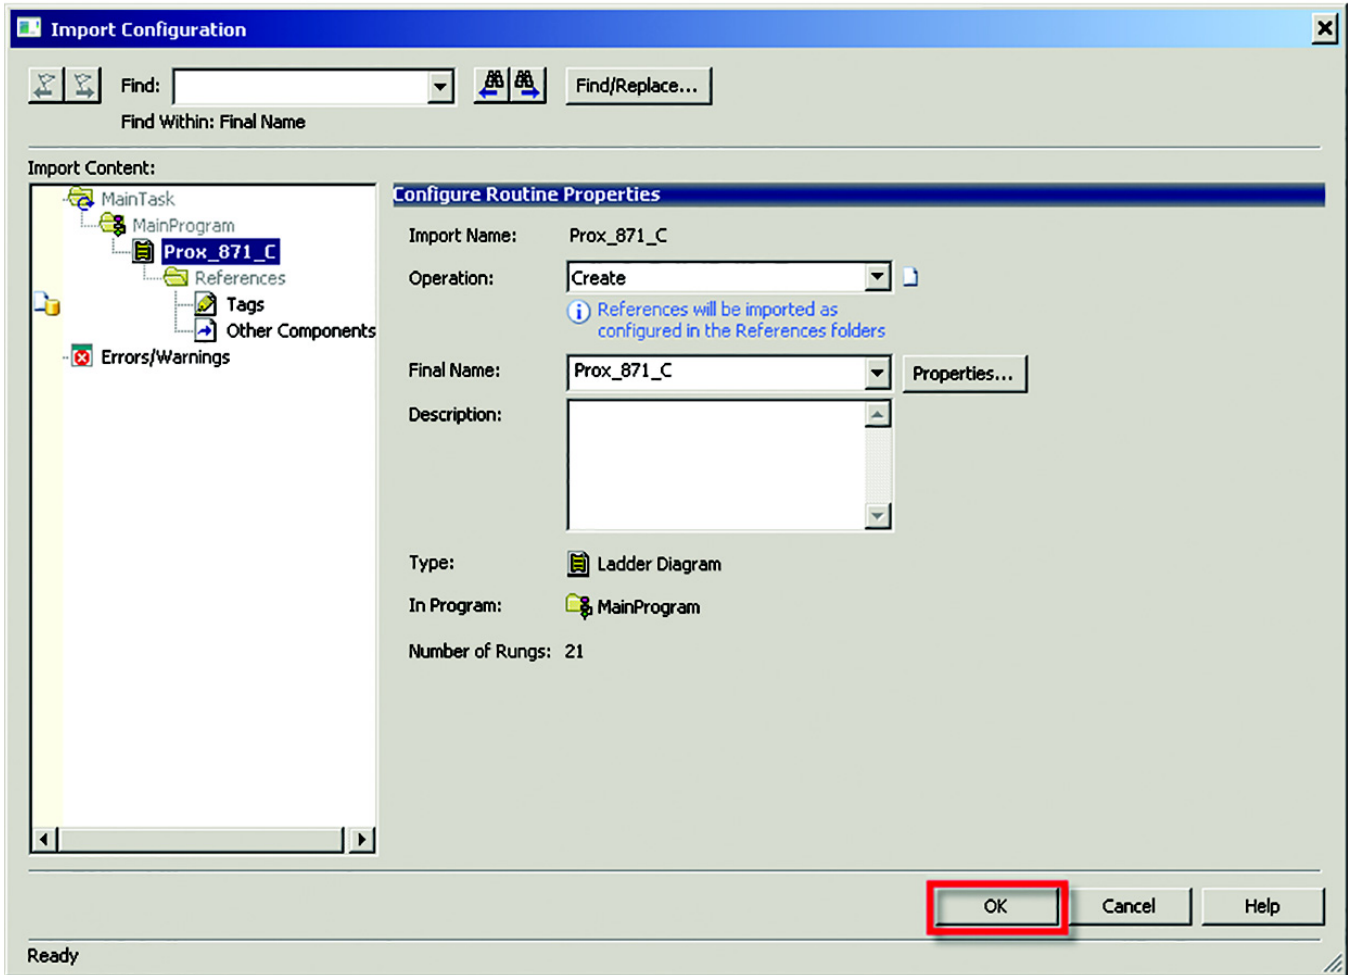 Import Configuration
Find:
Find/Replace...
Find Within: Final Name
Import Content:
MainTask
MainProgram
Prox_871_C
References
Tags
Other Components
Errors/Warnings
Configure Routine Properties
Import Name: Prox_871_C
Operation: Create
References will be imported as
configured in the References folders
Final Name: Prox_871_C Properties...
Description:
Type: Ladder Diagram
In Program: MainProgram
Number of Rungs: 21
OK Cancel Help
Ready